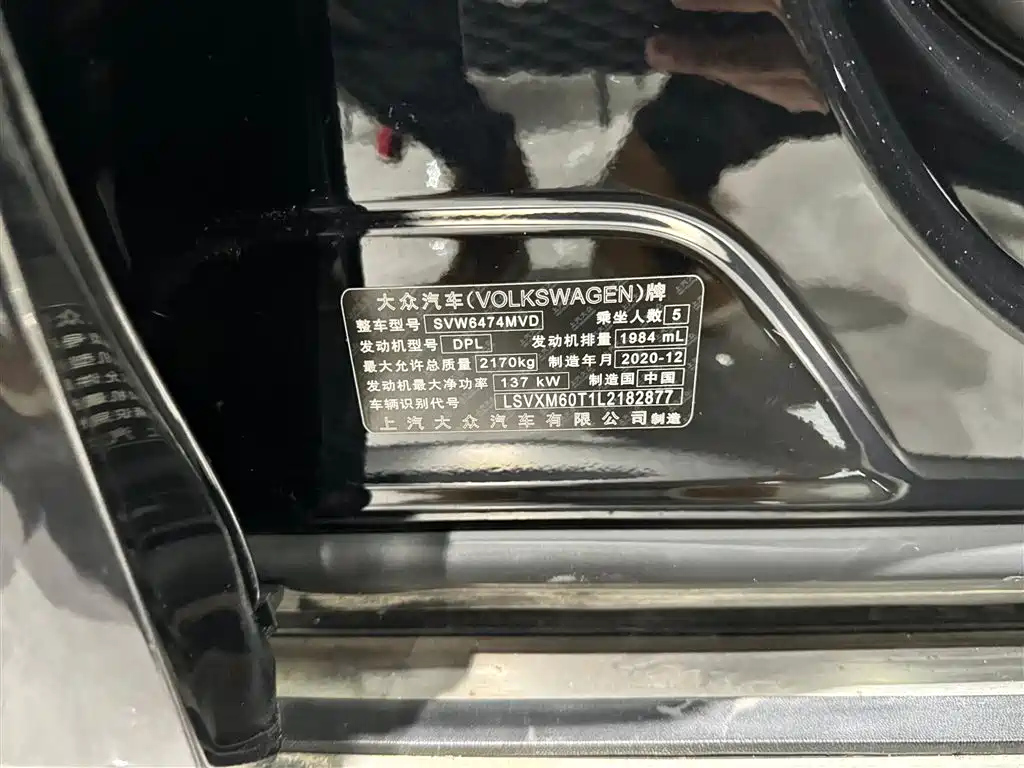 大众汽车(VOLKSWAGEN)牌
整车型号 SVW6474MVD 乘坐人数 5
发动机型号 DPL 发动机排量 1984 mL
最大允许总质量 2170kg 制造年月 2020-12
发动机最大净功率 137 kW 制造国 中国
车辆识别代号 LSVXM60T1L2182877
上汽大众汽车有限公司制造